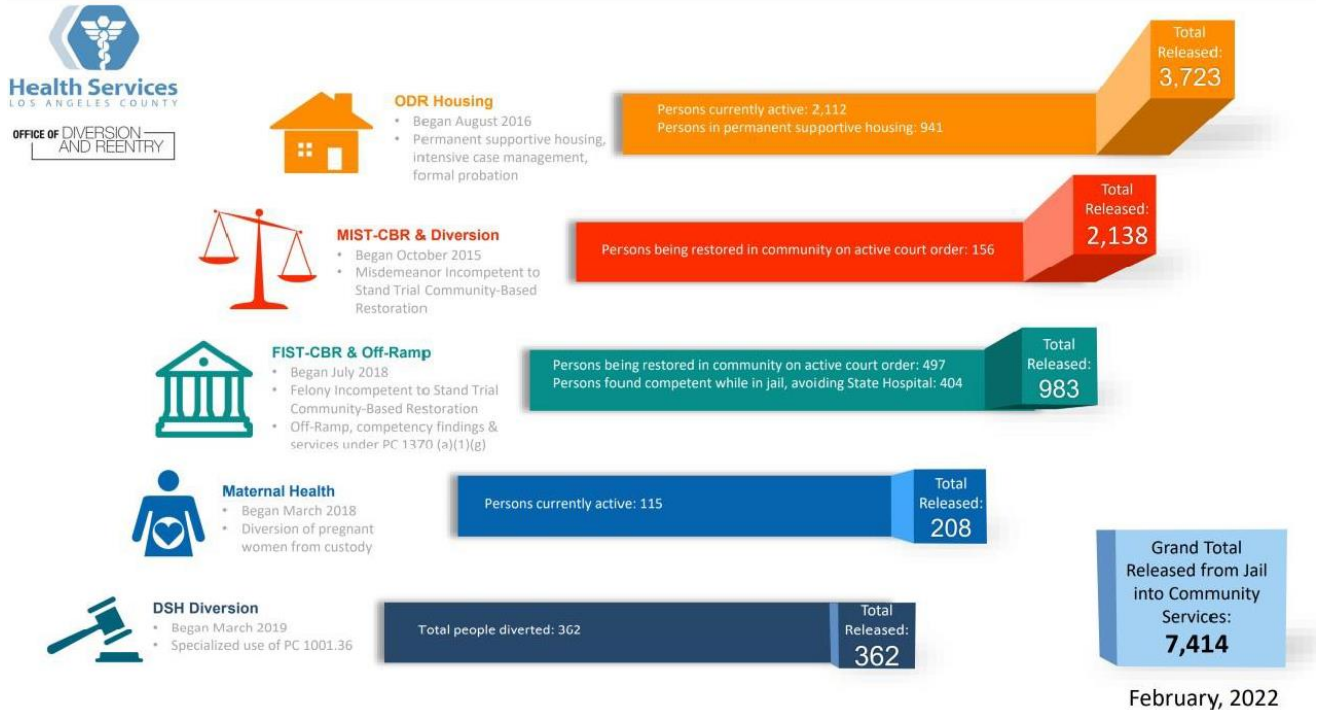 Health Services
LOS ANGELES COUNTY
OFFICE OF DIVERSION
AND REENTRY
ODR Housing
• Began August 2016
• Permanent supportive housing,
intensive case management,
formal probation
Persons currently active: 2,112
Persons in permanent supportive housing: 941
Total
Released:
3,723
MIST-CBR & Diversion
• Began October 2015
• Misdemeanor Incompetent to
Stand Trial Community-Based
Restoration
Persons being restored in community on active court order: 156
Total
Released:
2,138
FIST-CBR & Off-Ramp
• Began July 2018
• Felony Incompetent to Stand Trial
Community-Based Restoration
• Off-Ramp, competency findings &
services under PC 1370 (a)(1)(g)
Persons being restored in community on active court order: 497
Persons found competent while in jail, avoiding State Hospital: 404
Total
Released:
983
Maternal Health
• Began March 2018
• Diversion of pregnant
women from custody
Persons currently active: 115
Total
Released:
208
DSH Diversion
• Began March 2019
• Specialized use of PC 1001.36
Total people diverted: 362
Total
Released:
362
Grand Total
Released from Jail
into Community
Services:
7,414
February, 2022